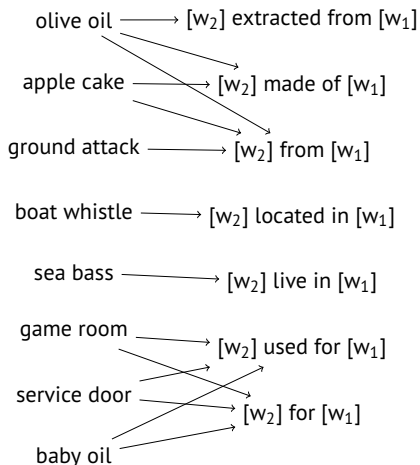 olive oil
[w₂] extracted from [w₁]
apple cake
[w₂] made of [w₁]
ground attack
[w₂] from [w₁]
boat whistle
[w₂] located in [w₁]
sea bass
[w₂] live in [w₁]
game room
[w₂] used for [w₁]
service door
[w₂] for [w₁]
baby oil